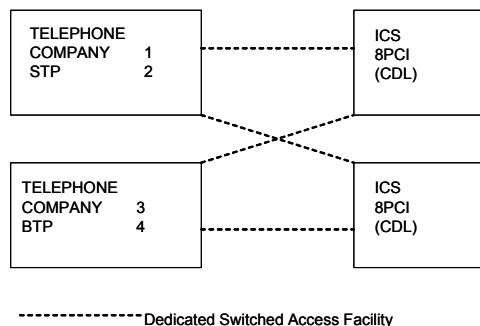 TELEPHONE
COMPANY 1
STP 2
ICS
8PCI
(CDL)
TELEPHONE
COMPANY 3
BTP 4
ICS
8PCI
(CDL)
Dedicated Switched Access Facility